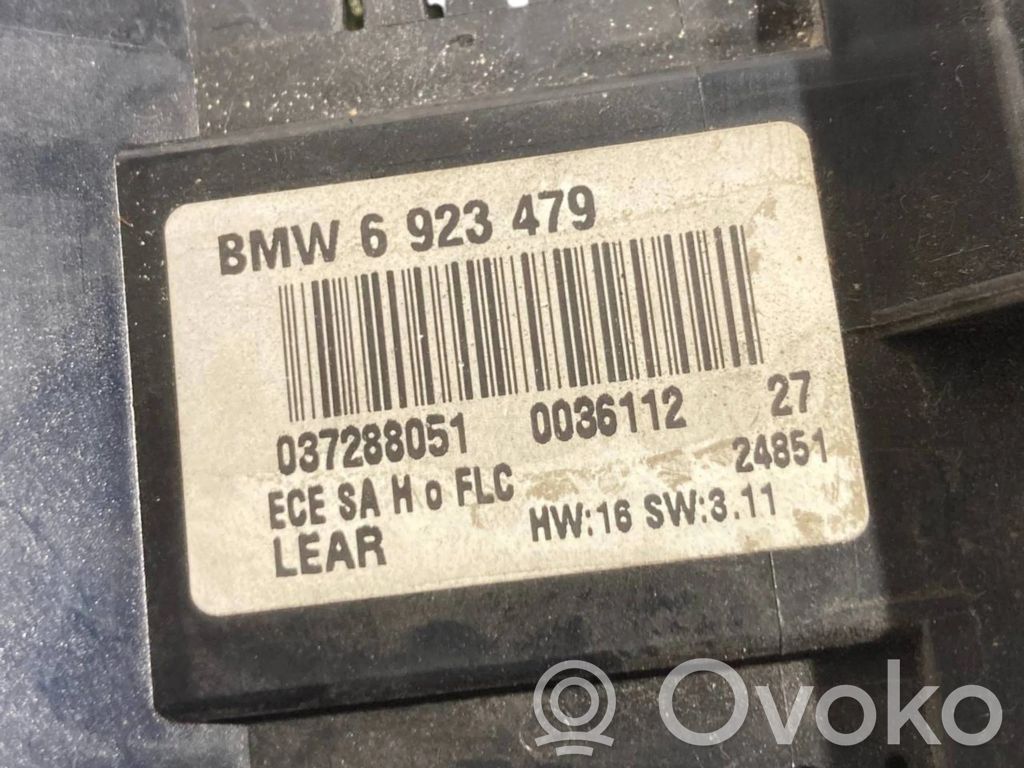 BMW 6 923 479
037288051 0036112 27
ECE SA H o FLC 24851
LEAR HW:16 SW:3.11
Ovoko